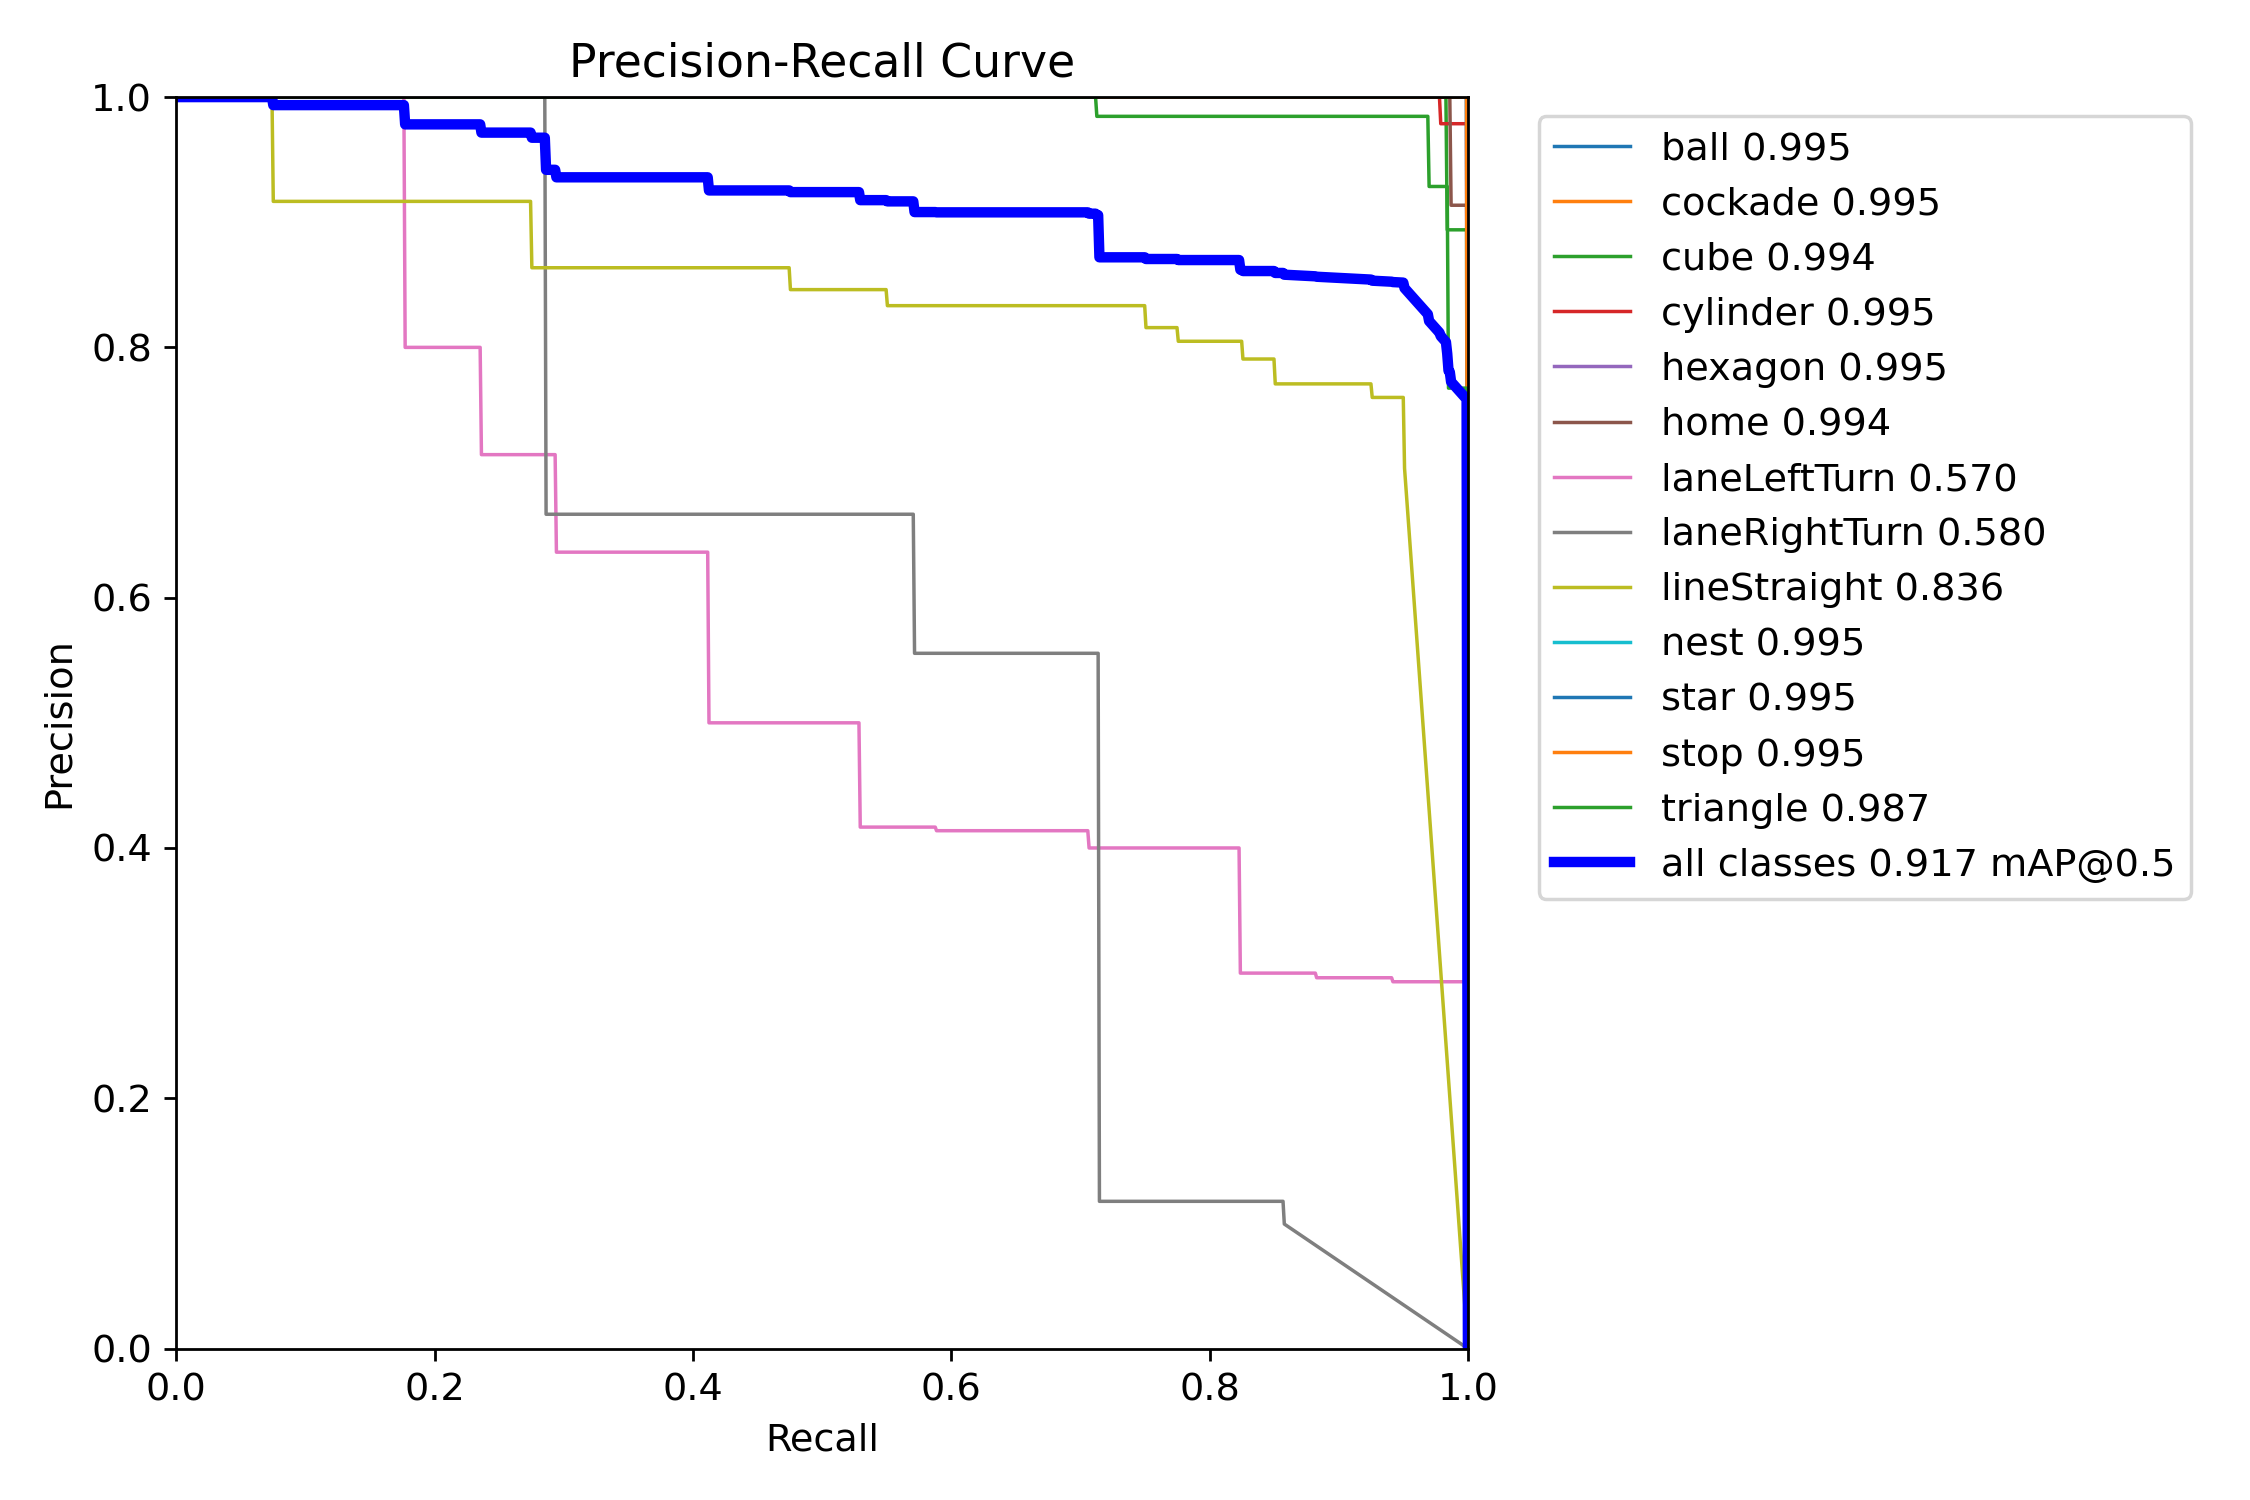 Precision-Recall Curve
1.0
0.8
0.6
0.4
0.2
0.0
Precision
0.0 0.2 0.4 0.6 0.8 1.0
Recall
ball 0.995
cockade 0.995
cube 0.994
cylinder 0.995
hexagon 0.995
home 0.994
laneLeftTurn 0.570
laneRightTurn 0.580
lineStraight 0.836
nest 0.995
star 0.995
stop 0.995
triangle 0.987
all classes 0.917 mAP@0.5